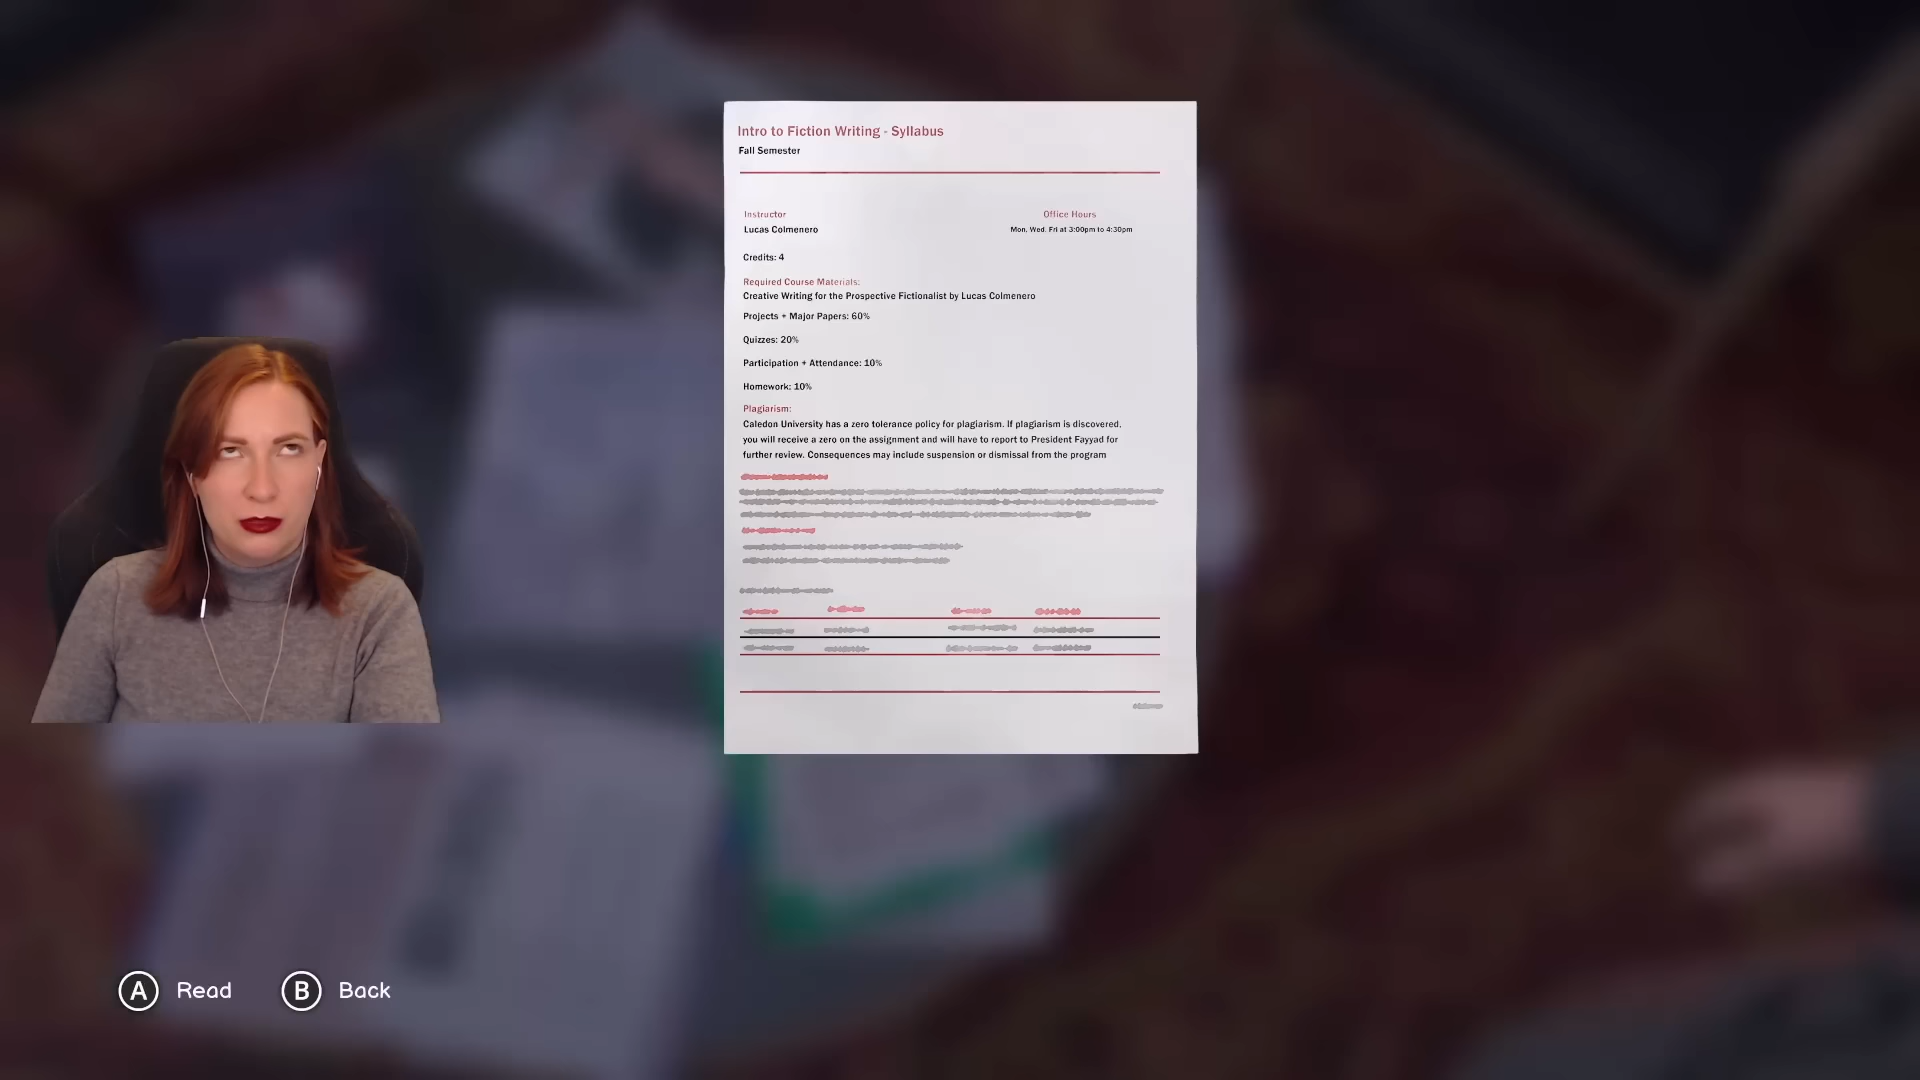 Intro to Fiction Writing - Syllabus
Fall Semester
Instructor
Office Hours
Lucas Colmenero
Mon, Wed, Fri at 3:00pm to 4:30pm
Credits: 4
Required Course Materials:
Creative Writing for the Prospective Fictionalist by Lucas Colmenero
Projects + Major Papers: 60%
Quizzes: 20%
Participation + Attendance: 10%
Homework: 10%
Plagiarism:
Caledon University has a zero tolerance policy for plagiarism. If plagiarism is discovered,
you will receive a zero on the assignment and will have to report to President Fayyad for
further review. Consequences may include suspension or dismissal from the program
A Read
B Back